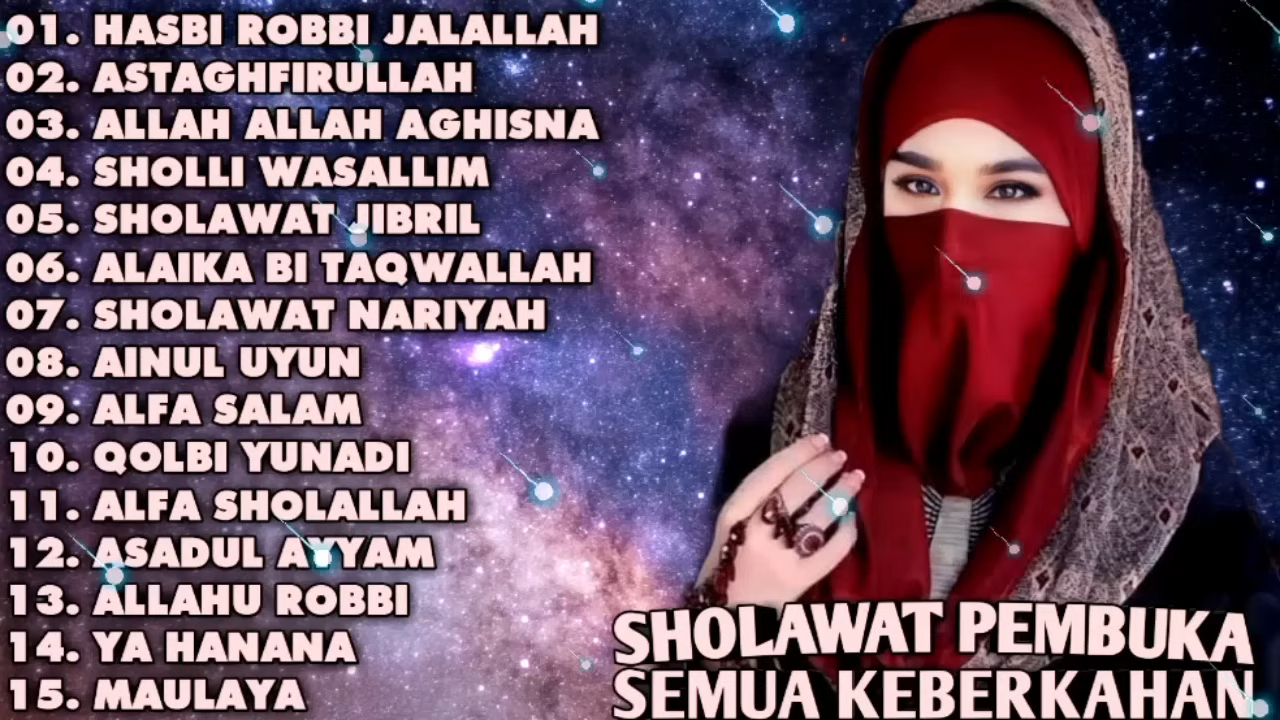 01. HASBI ROBBI JALALLAH
02. ASTAGHFIRULLAH
03. ALLAH ALLAH AGHISNA
04. SHOLLI WASALLIM
05. SHOLAWAT JIBRIL
06. ALAIKA BI TAQWALLAH
07. SHOLAWAT NARIYAH
08. AINUL UYUN
09. ALFA SALAM
10. QOLBI YUNADI
11. ALFA SHOLALLAH
12. ASADUL AYYAM
13. ALLAHU ROBBI
14. YA HANANA
15. MAULAYA
SHOLAWAT PEMBUKA
SEMUA KEBERKAHAN